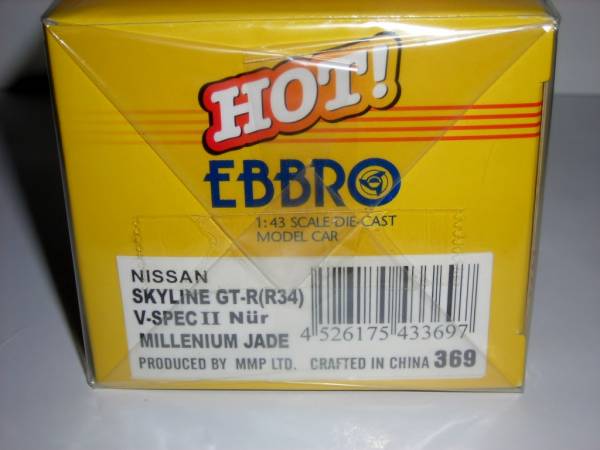 HOT!
EBBRO
1:43 SCALE DIE-CAST
MODEL CAR
NISSAN
SKYLINE GT-R(R34)
V-SPEC II Nür
MILLENIUM JADE
4 526175 433697
PRODUCED BY MMP LTD. CRAFTED IN CHINA 369